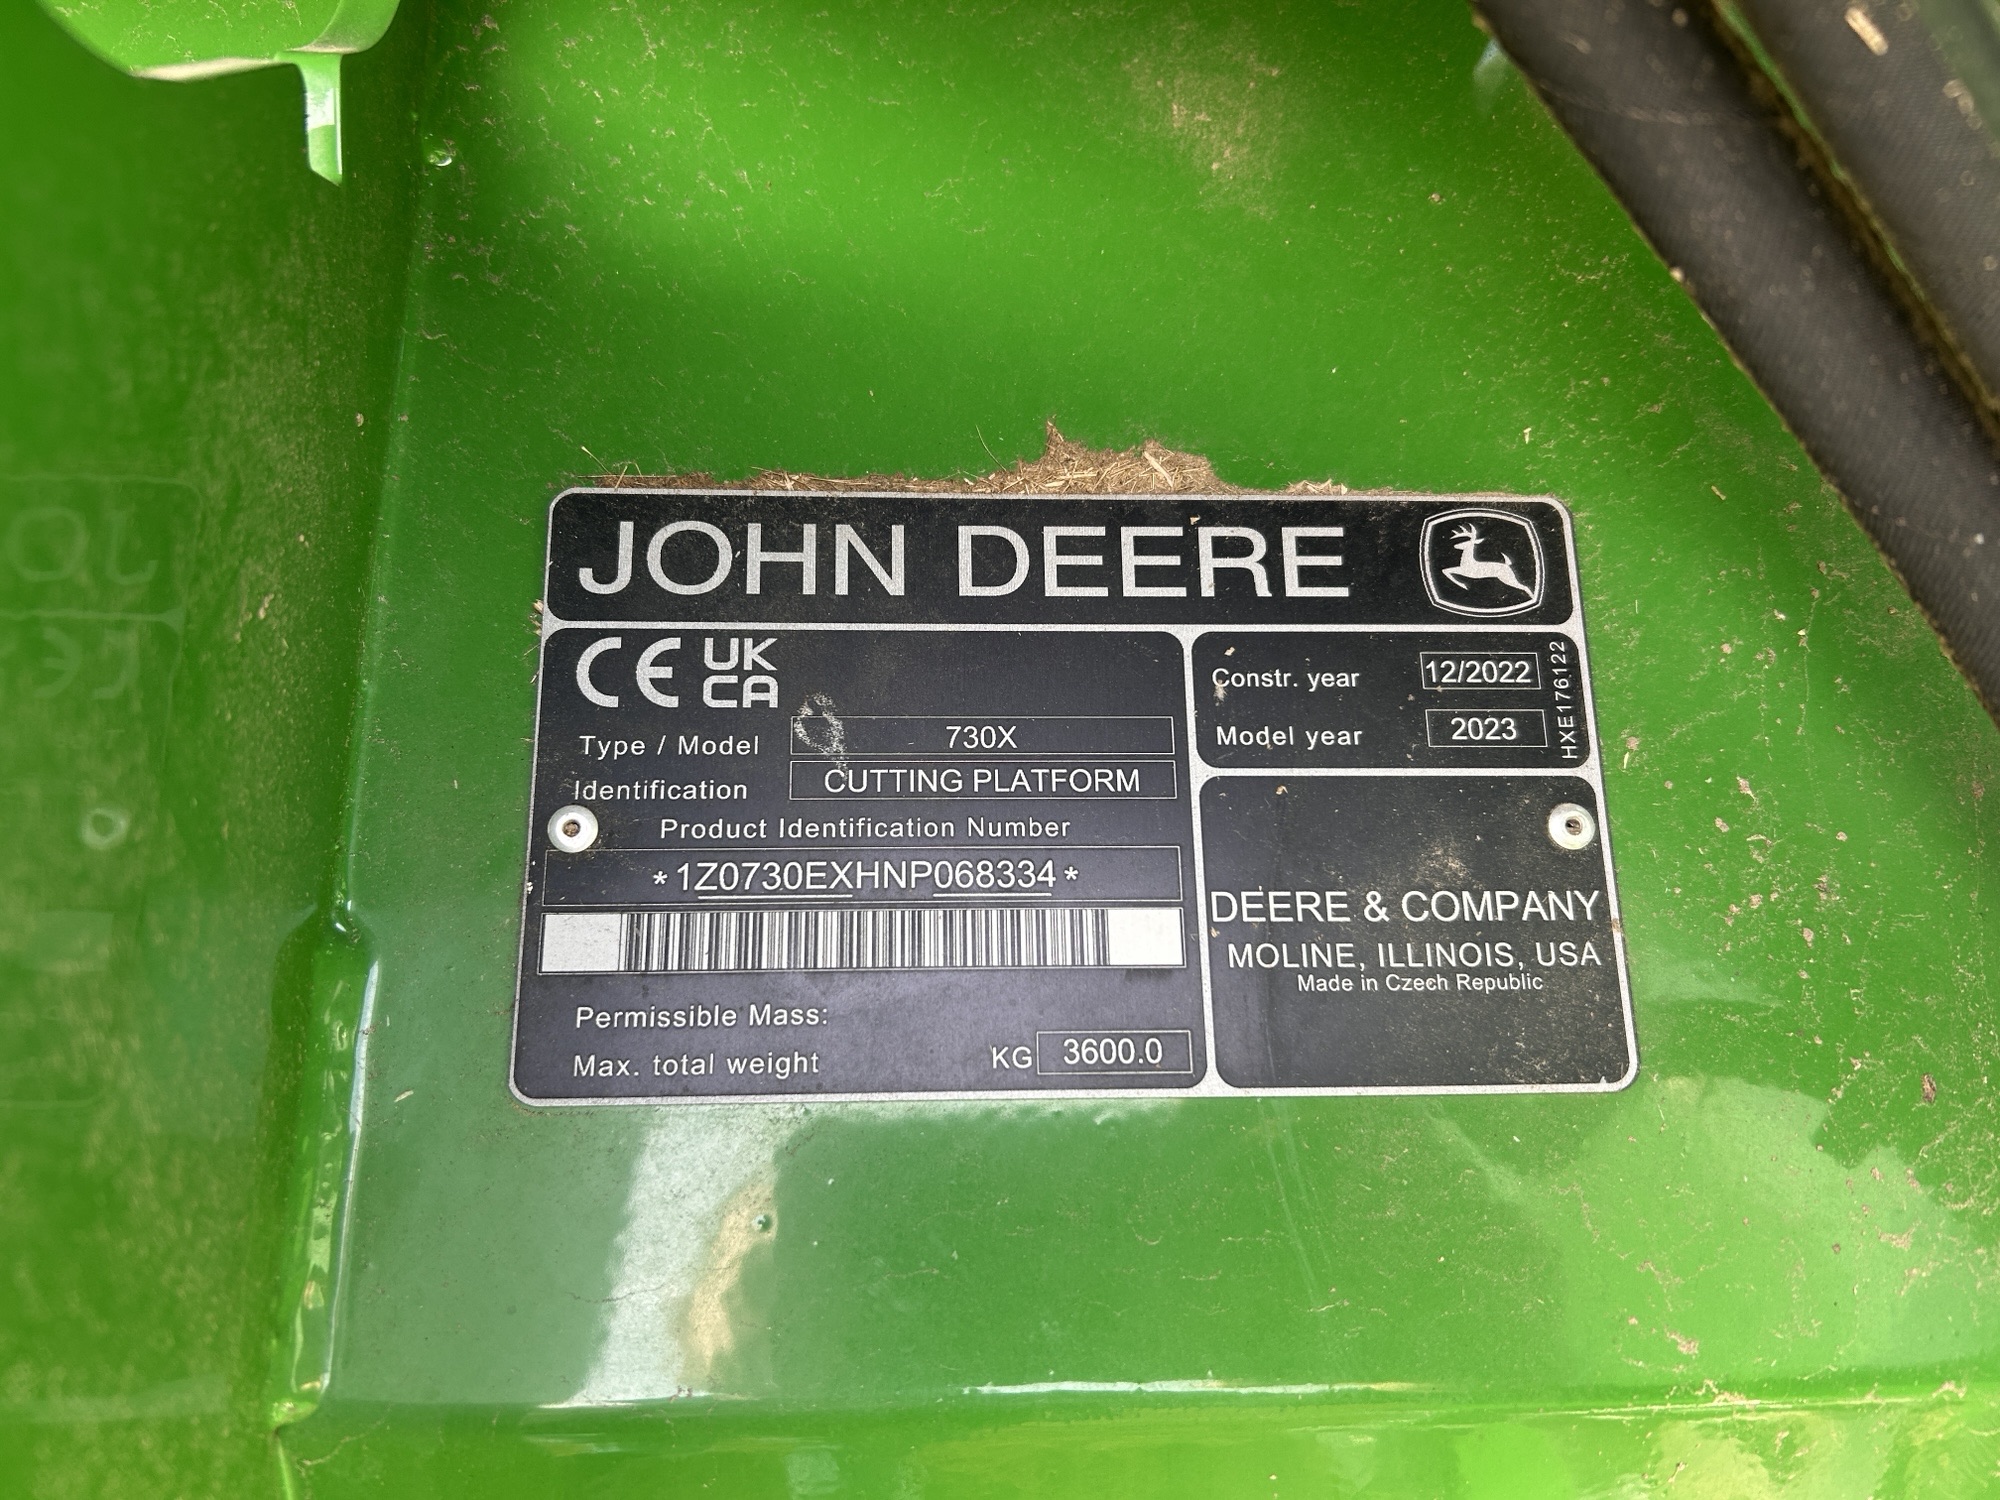 JOHN DEERE
CE UK CA
Type / Model 730X
Identification CUTTING PLATFORM
Product Identification Number
*1Z0730EXHNP068334*
Permissible Mass:
Max. total weight KG 3600.0
Constr. year 12/2022
Model year 2023
HXE176122
DEERE & COMPANY
MOLINE, ILLINOIS, USA
Made in Czech Republic